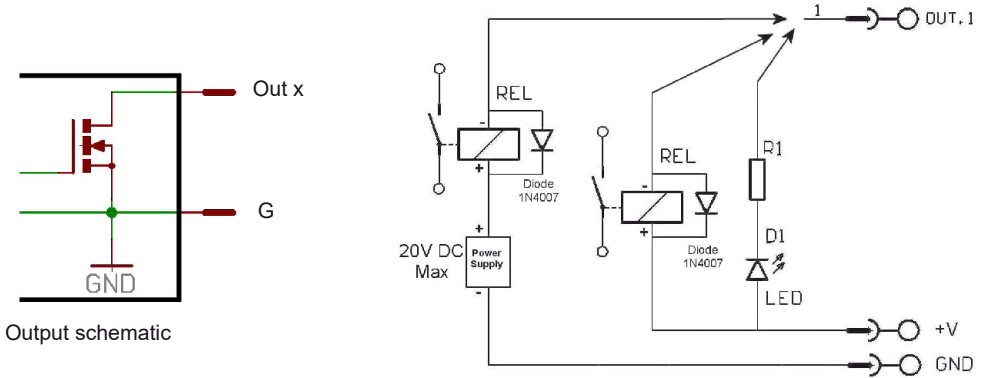 Out x
G
GND
Output schematic
1
OUT.1
REL
-
+
Diode
1N4007
20V DC
Max
+
Power
Supply
-
REL
-
+
Diode
1N4007
R1
D1
LED
+V
GND